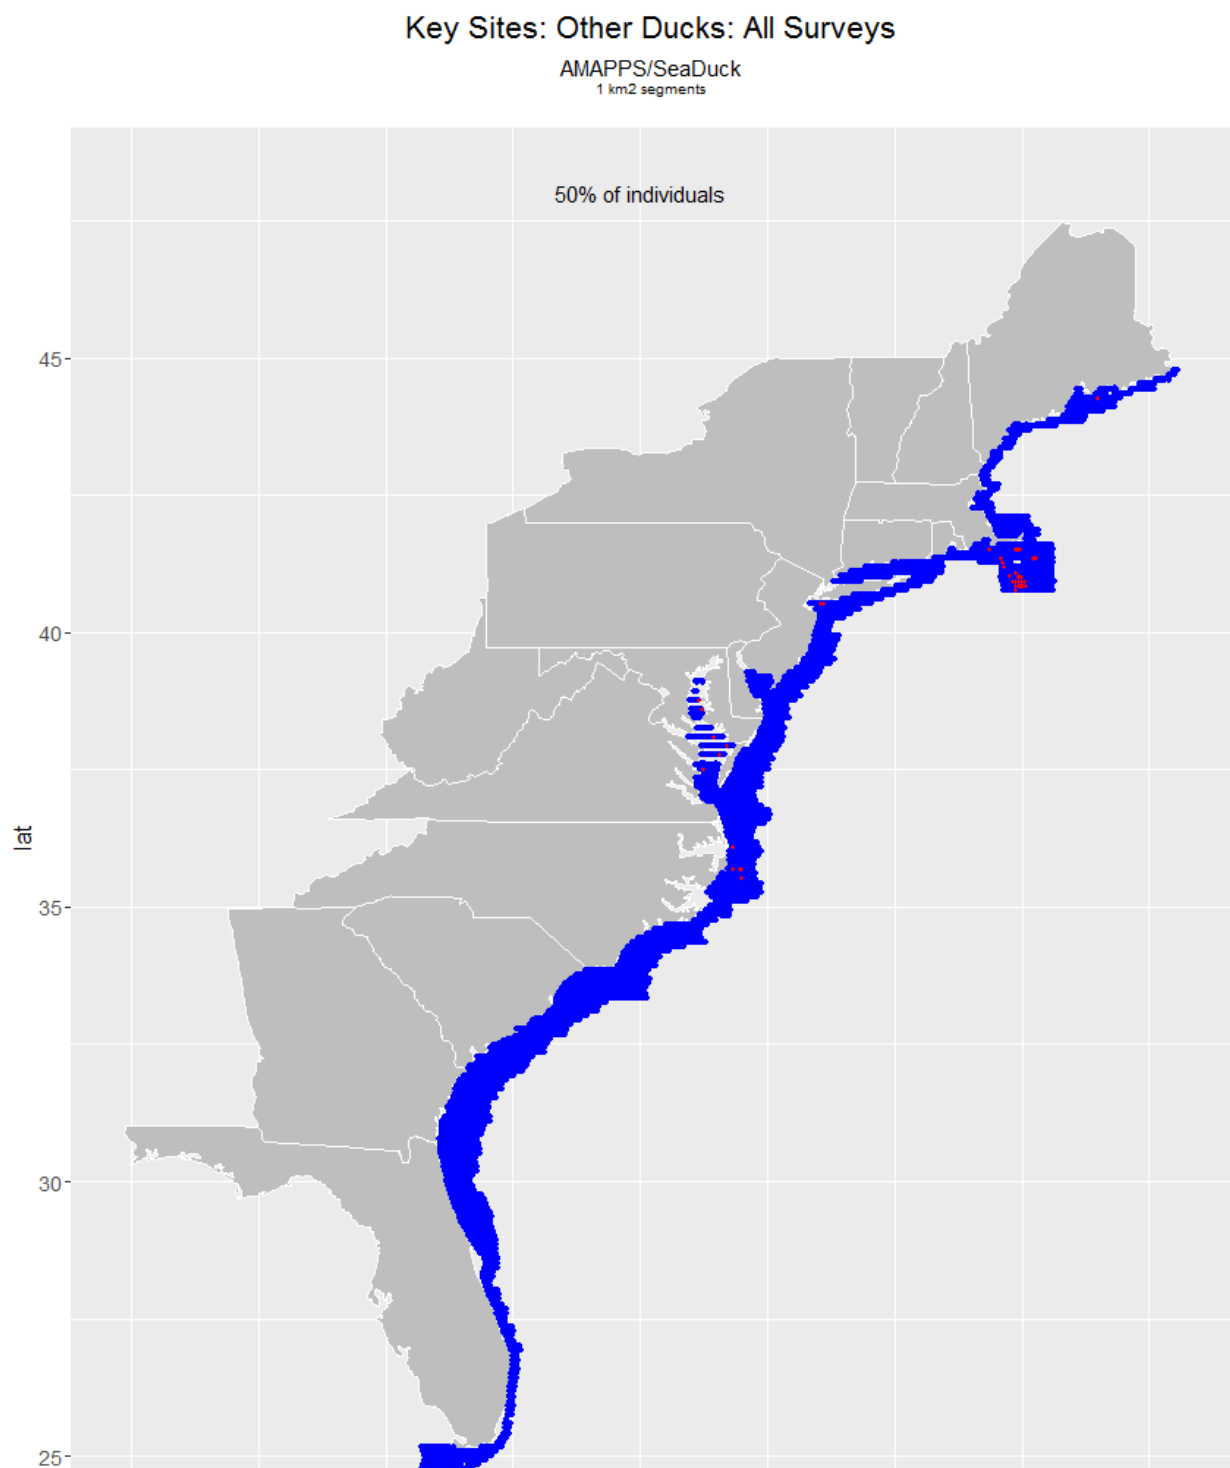 Key Sites: Other Ducks: All Surveys
AMAPPS/SeaDuck
1 km2 segments
50% of individuals
45
40
lat
35
30
25